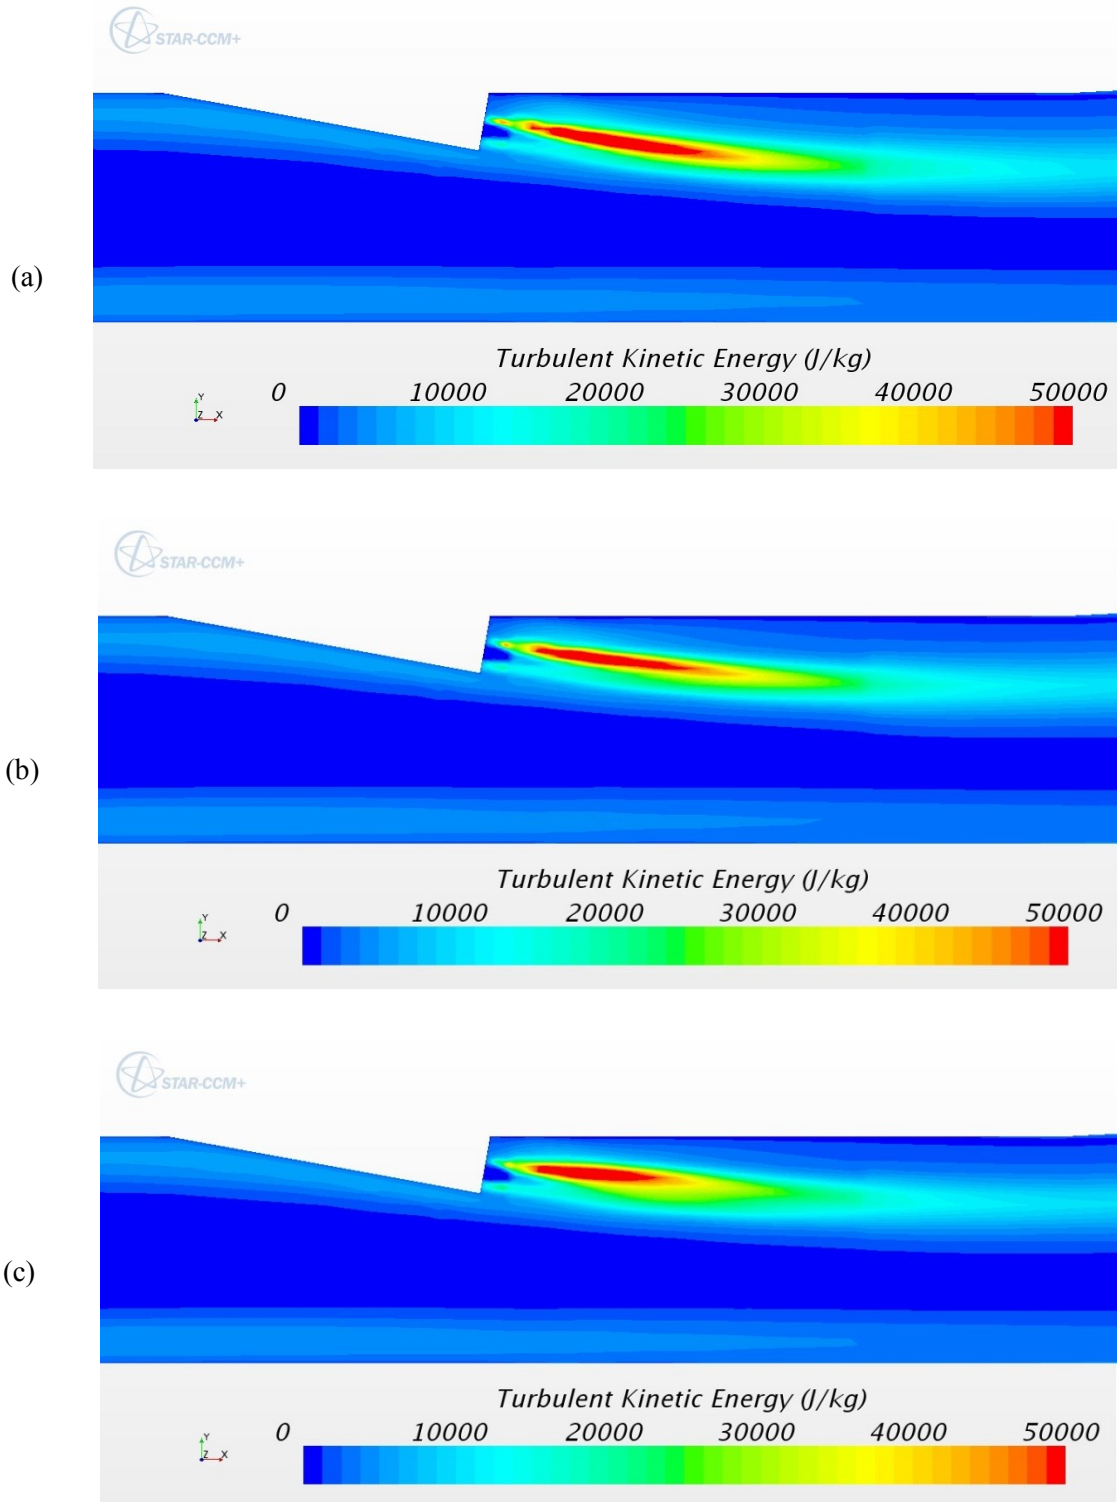 STAR-CCM+
(a)
Turbulent Kinetic Energy (J/kg)
0 10000 20000 30000 40000 50000
Y
Z X
STAR-CCM+
(b)
Turbulent Kinetic Energy (J/kg)
0 10000 20000 30000 40000 50000
Y
Z X
STAR-CCM+
(c)
Turbulent Kinetic Energy (J/kg)
0 10000 20000 30000 40000 50000
Y
Z X